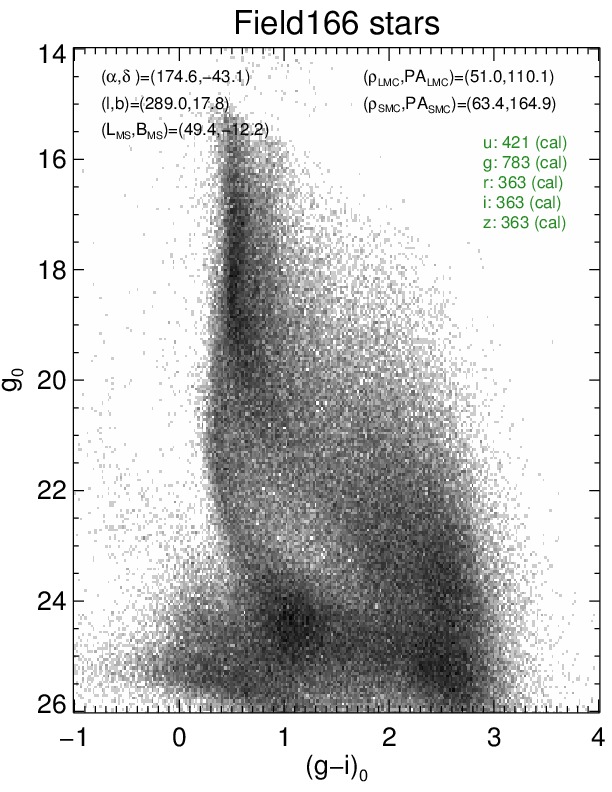 Field166 stars
(α,δ )=(174.6,−43.1)
(ρLMC,PALMC)=(51.0,110.1)
(l,b)=(289.0,17.8)
(ρSMC,PASMC)=(63.4,164.9)
(LMS,BMS)=(49.4,−12.2)
u: 421 (cal)
g: 783 (cal)
r: 363 (cal)
i: 363 (cal)
z: 363 (cal)
14
16
18
20
22
24
26
g0
−1 0 1 2 3 4
(g−i)0